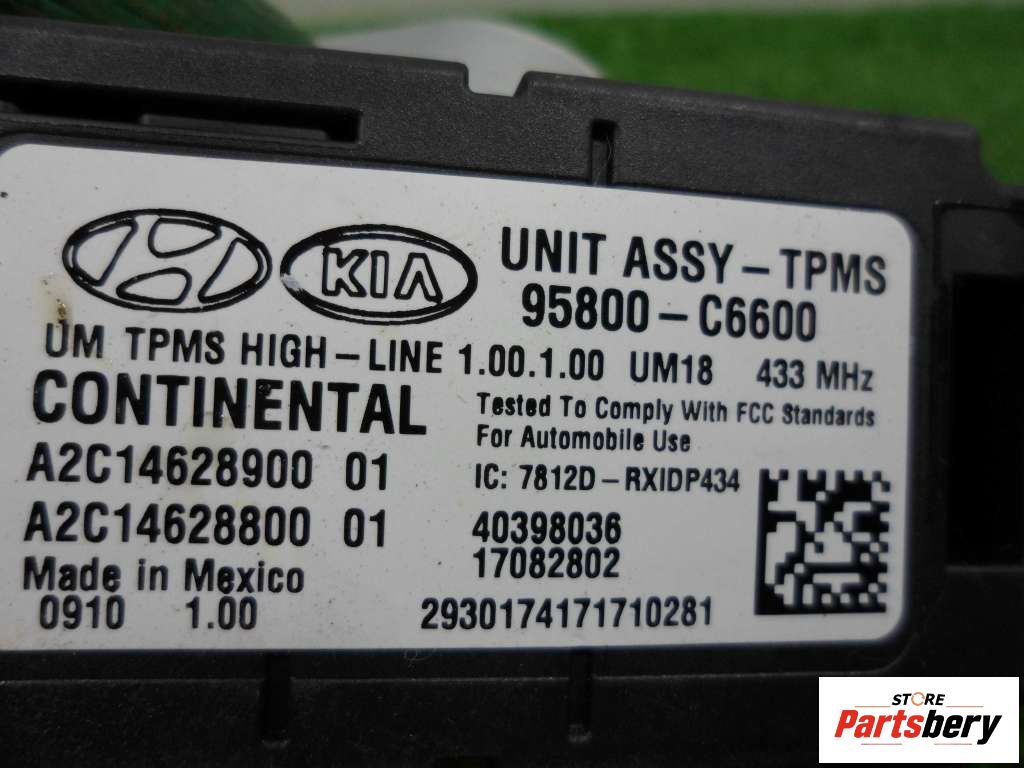 KIA
UNIT ASSY-TPMS
95800-C6600
UM TPMS HIGH-LINE 1.00.1.00 UM18 433 MHz
CONTINENTAL
Tested To Comply With FCC Standards
For Automobile Use
A2C14628900 01
IC: 7812D-RXIDP434
A2C14628800 01
40398036
17082802
Made in Mexico
0910 1.00
2930174171710281
STORE
Partsbery